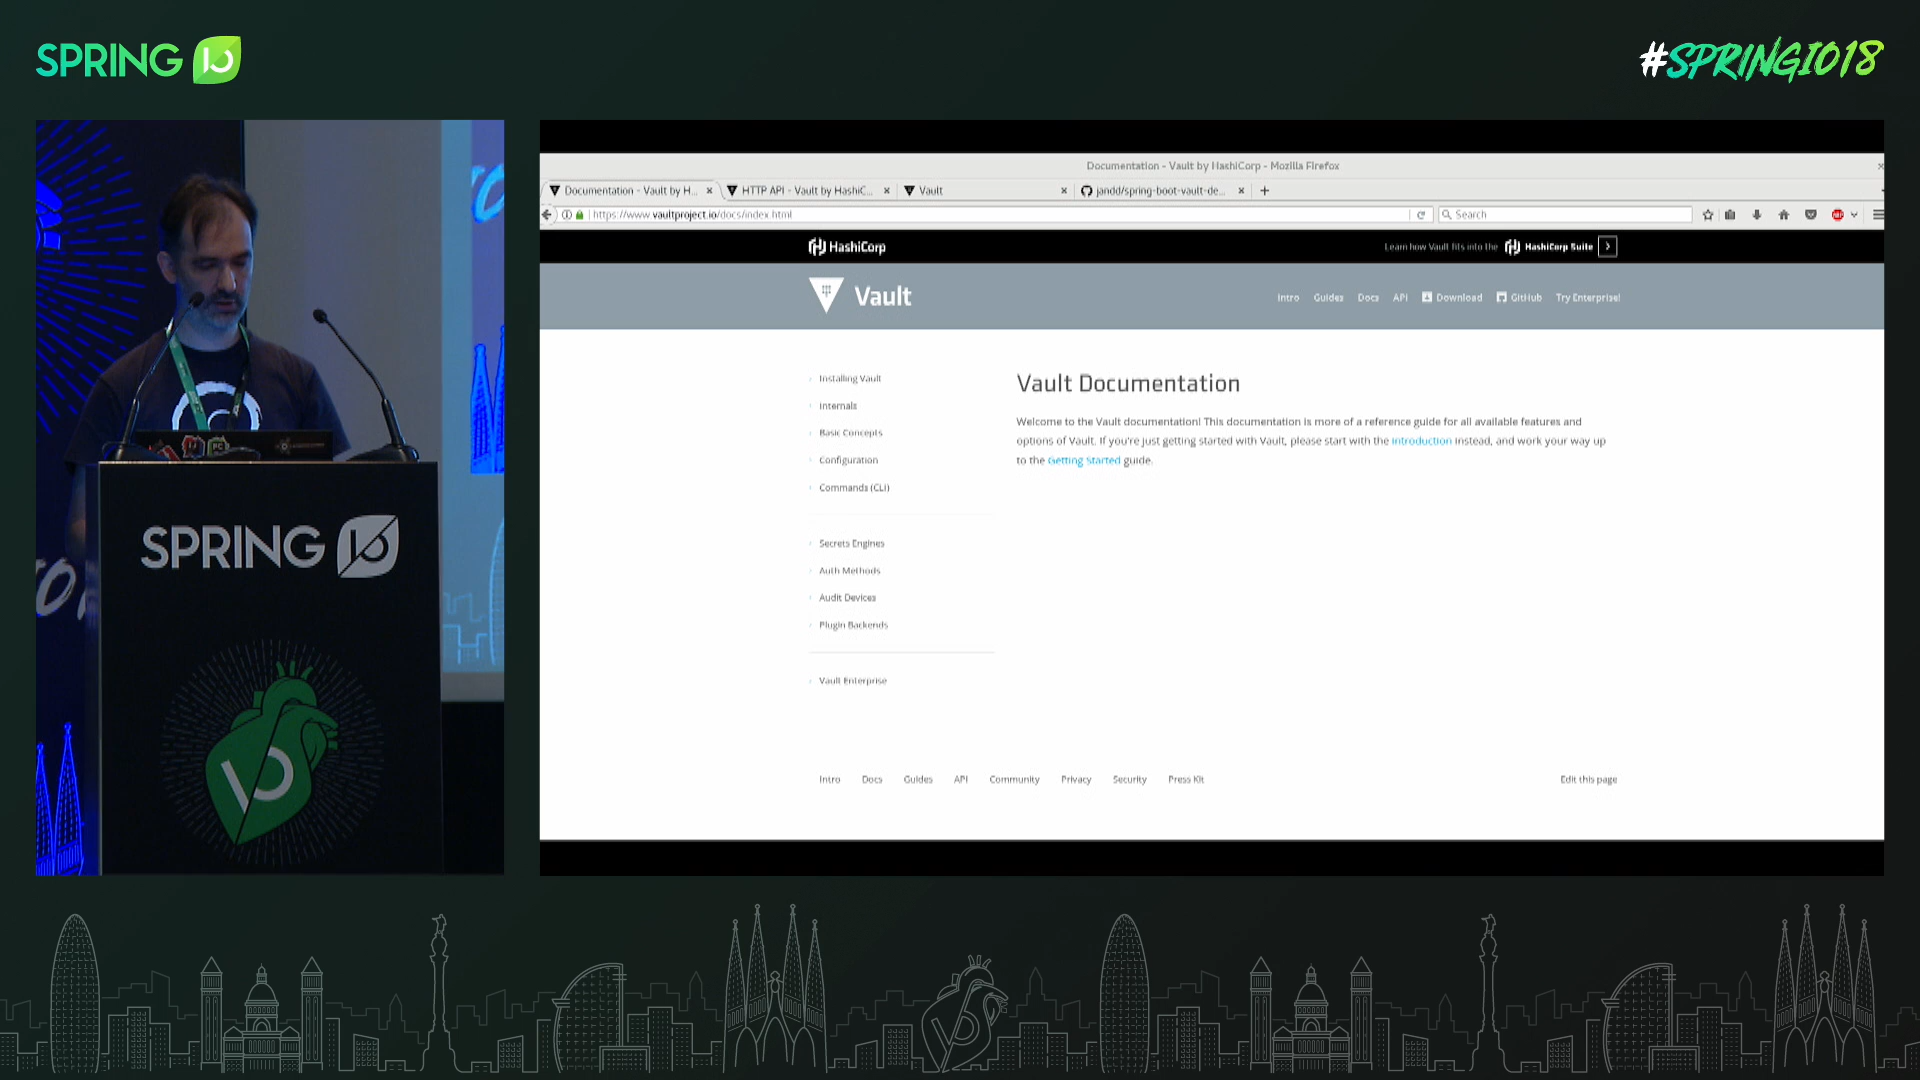 SPRING IO
#SPRINGIO18
Documentation - Vault by HashiCorp - Mozilla Firefox
Documentation - Vault by H...
HTTP API - Vault by HashiC...
Vault
jandd/spring-boot-vault-de...
https://www.vaultproject.io/docs/index.html
Search
HashiCorp
Learn how Vault fits into the HashiCorp Suite
Vault
Intro Guides Docs API Download GitHub Try Enterprise!
Installing Vault
Internals
Basic Concepts
Configuration
Commands (CLI)
Secrets Engines
Auth Methods
Audit Devices
Plugin Backends
Vault Enterprise
Vault Documentation
Welcome to the Vault documentation! This documentation is more of a reference guide for all available features and
options of Vault. If you're just getting started with Vault, please start with the introduction instead, and work your way up
to the Getting Started guide.
Intro Docs Guides API Community Privacy Security Press Kit
Edit this page
SPRING IO
IO